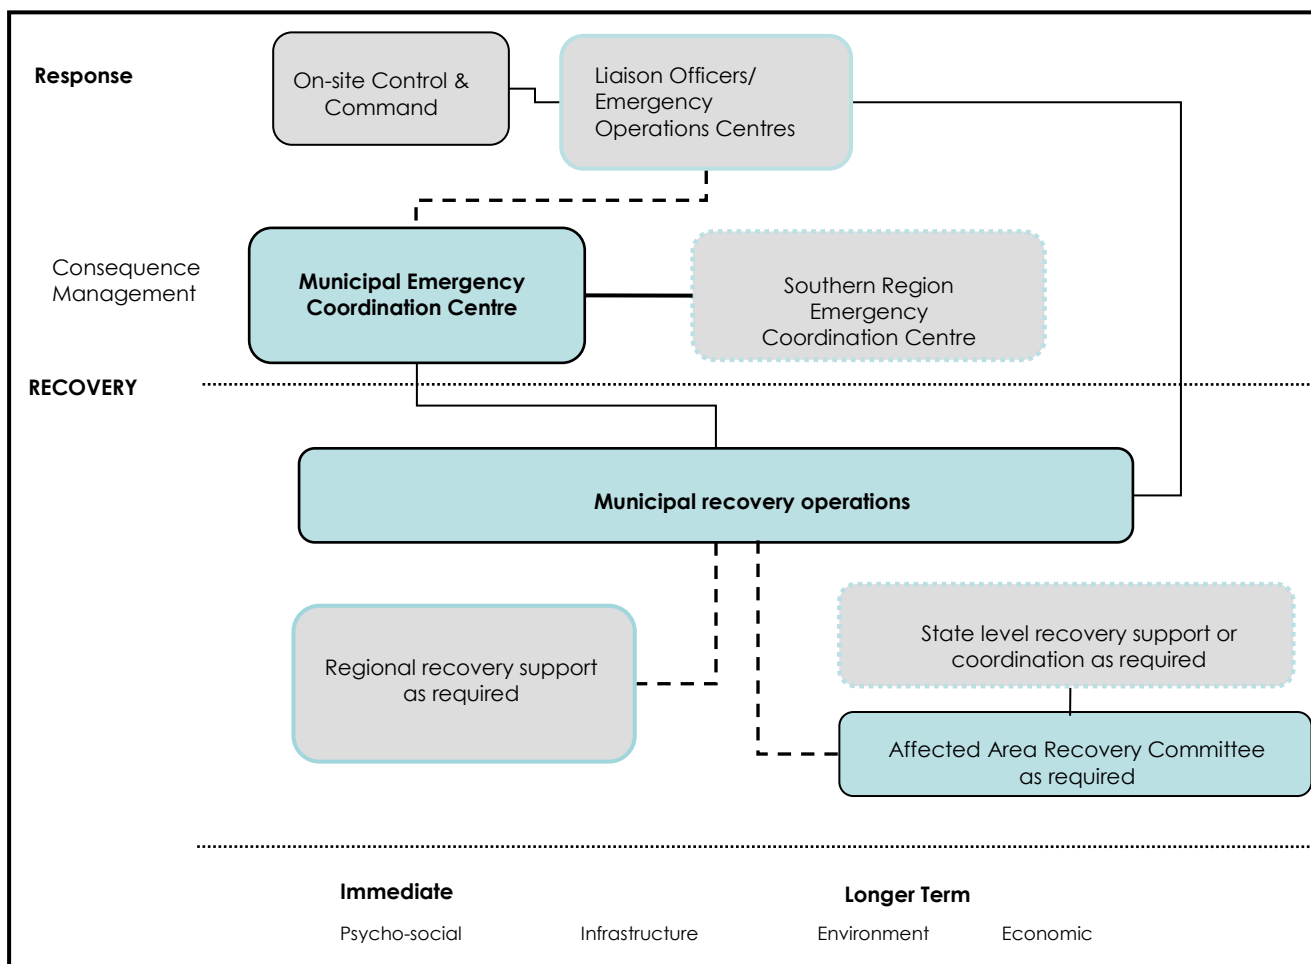 Response
On-site Control &
Command
Liaison Officers/
Emergency
Operations Centres
Consequence
Management
Municipal Emergency
Coordination Centre
Southern Region
Emergency
Coordination Centre
RECOVERY
Municipal recovery operations
Regional recovery support
as required
State level recovery support or
coordination as required
Affected Area Recovery Committee
as required
Immediate
Longer Term
Psycho-social
Infrastructure
Environment
Economic